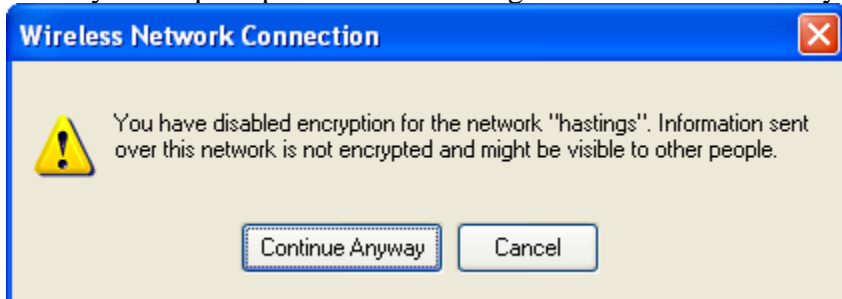 Wireless Network Connection
You have disabled encryption for the network "hastings". Information sent
over this network is not encrypted and might be visible to other people.
Continue Anyway
Cancel